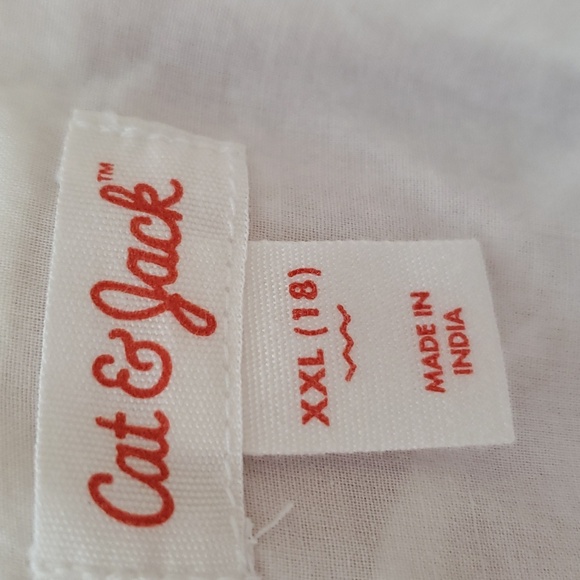 Cat & Jack™
XXL (18)
MADE IN
INDIA